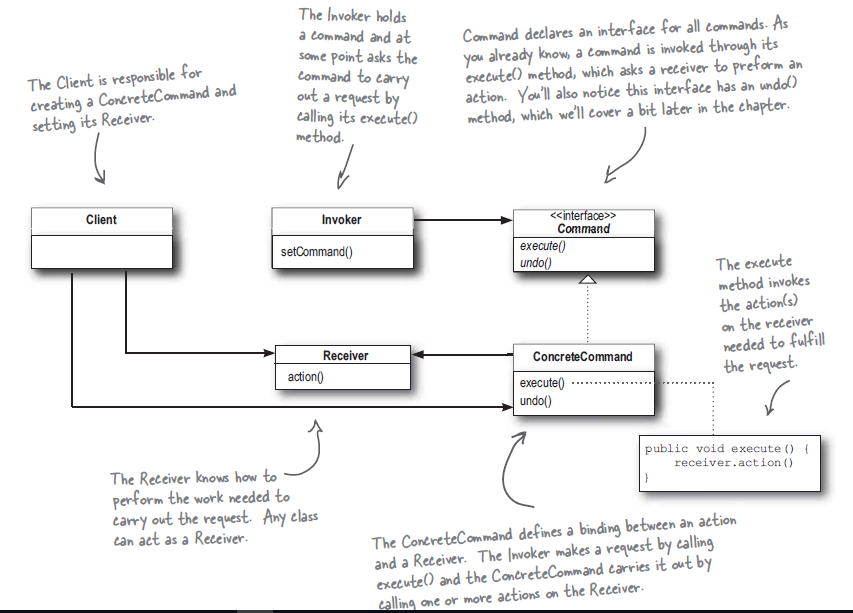 The Client is responsible for
creating a ConcreteCommand and
setting its Receiver.
The Invoker holds
a command and at
some point asks the
command to carry
out a request by
calling its execute()
method.
Command declares an interface for all commands. As
you already know, a command is invoked through its
execute() method, which asks a receiver to preform an
action. You'll also notice this interface has an undo()
method, which we'll cover a bit later in the chapter.
Client
Invoker
setCommand()
<<interface>>
Command
execute()
undo()
The execute
method invokes
the action(s)
on the receiver
needed to fulfill
the request.
Receiver
action()
ConcreteCommand
execute()
undo()
public void execute() {
receiver.action()
}
The Receiver knows how to
perform the work needed to
carry out the request. Any class
can act as a Receiver.
The ConcreteCommand defines a binding between an action
and a Receiver. The Invoker makes a request by calling
execute() and the ConcreteCommand carries it out by
calling one or more actions on the Receiver.